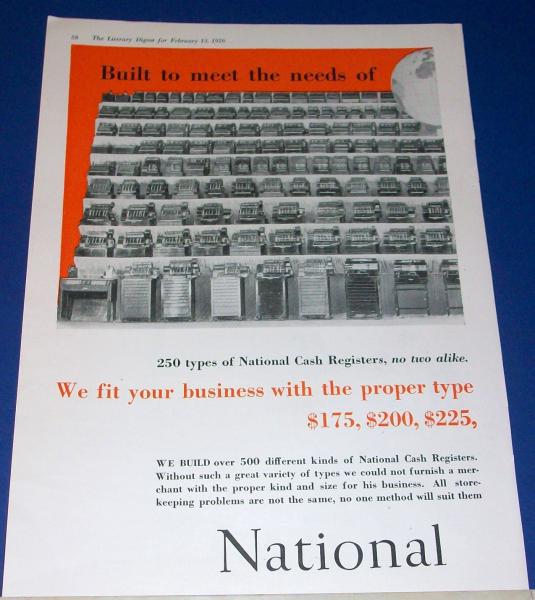 58 The Literary Digest for February 13, 1926
Built to meet the needs of
250 types of National Cash Registers, no two alike.
We fit your business with the proper type
$175, $200, $225,
WE BUILD over 500 different kinds of National Cash Registers.
Without such a great variety of types we could not furnish a mer-
chant with the proper kind and size for his business. All store-
keeping problems are not the same, no one method will suit them
National